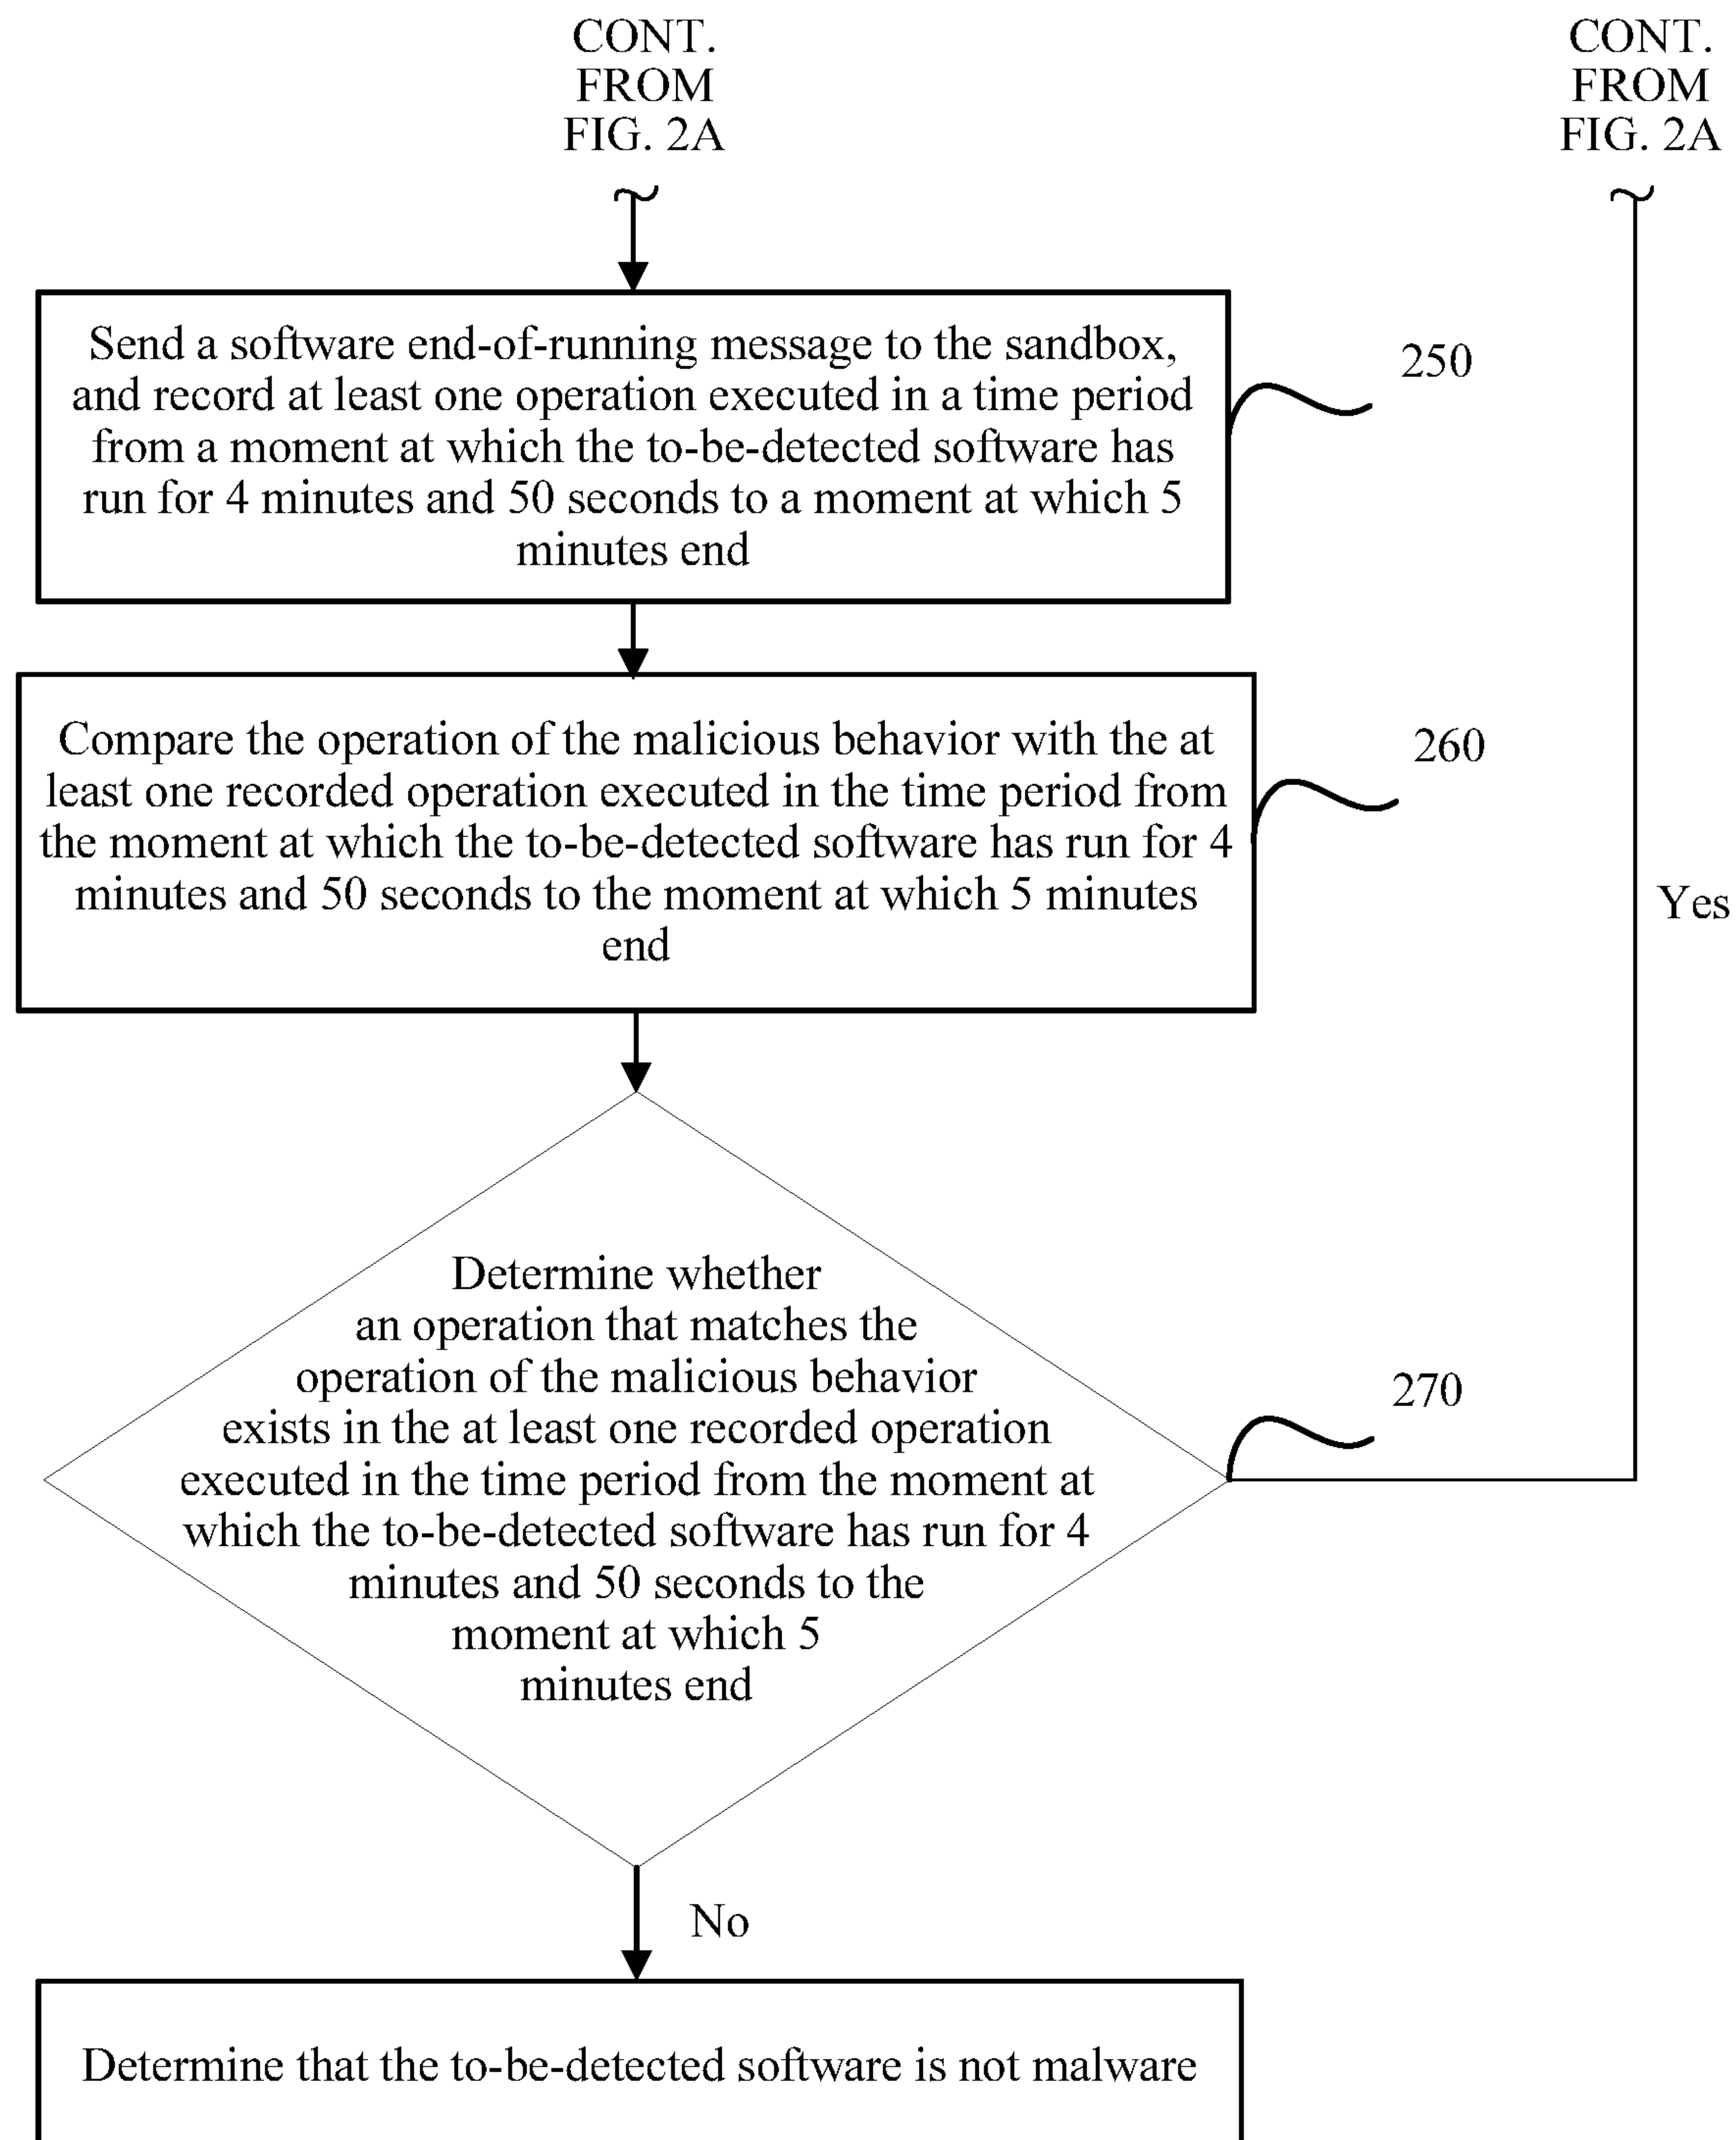 CONT.
FROM
FIG. 2A
CONT.
FROM
FIG. 2A
Send a software end-of-running message to the sandbox,
and record at least one operation executed in a time period
from a moment at which the to-be-detected software has
run for 4 minutes and 50 seconds to a moment at which 5
minutes end
250
Compare the operation of the malicious behavior with the at
least one recorded operation executed in the time period from
the moment at which the to-be-detected software has run for 4
minutes and 50 seconds to the moment at which 5 minutes
end
260
Yes
Determine whether
an operation that matches the
operation of the malicious behavior
exists in the at least one recorded operation
executed in the time period from the moment at
which the to-be-detected software has run for 4
minutes and 50 seconds to the
moment at which 5
minutes end
270
No
Determine that the to-be-detected software is not malware